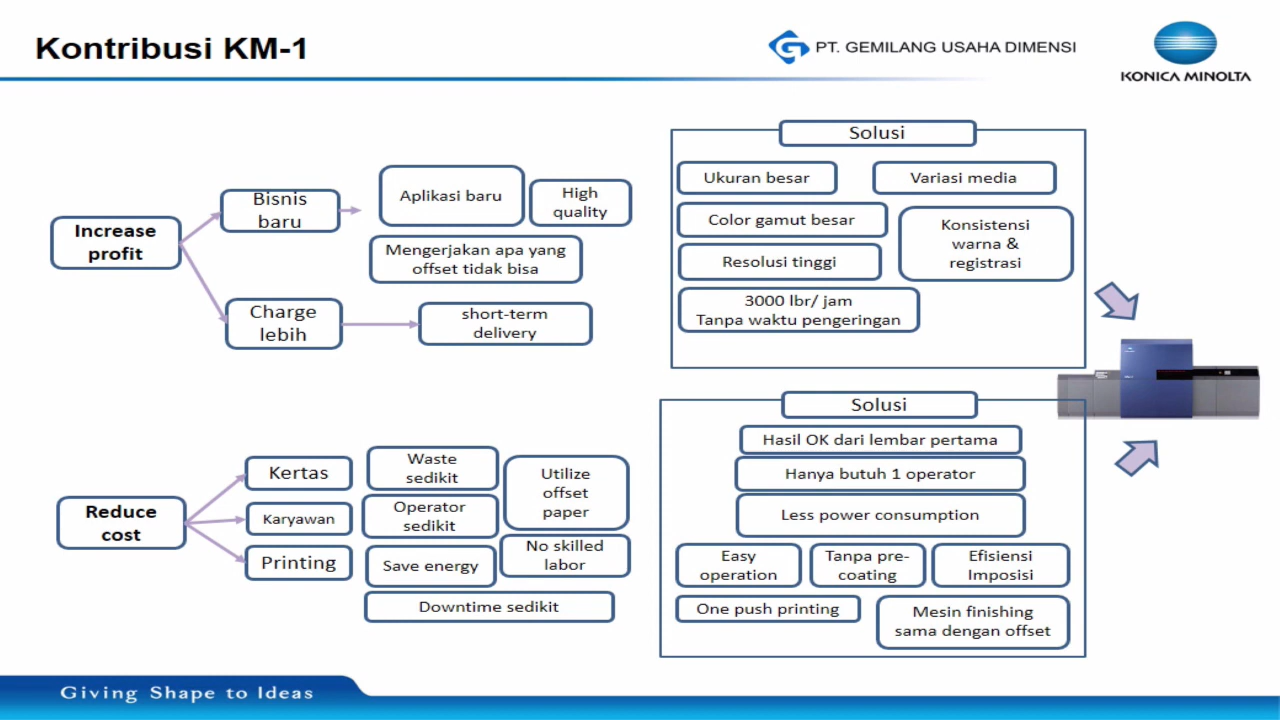 Kontribusi KM-1
PT. GEMILANG USAHA DIMENSI
KONICA MINOLTA
Increase
profit
Bisnis
baru
Aplikasi baru
High
quality
Mengerjakan apa yang
offset tidak bisa
Charge
lebih
short-term
delivery
Solusi
Ukuran besar
Variasi media
Color gamut besar
Konsistensi
warna &
registrasi
Resolusi tinggi
3000 lbr/ jam
Tanpa waktu pengeringan
Reduce
cost
Kertas
Karyawan
Printing
Waste
sedikit
Utilize
offset
paper
Operator
sedikit
No skilled
labor
Save energy
Downtime sedikit
Solusi
Hasil OK dari lembar pertama
Hanya butuh 1 operator
Less power consumption
Easy
operation
Tanpa pre-
coating
Efisiensi
Imposisi
One push printing
Mesin finishing
sama dengan offset
Giving Shape to Ideas